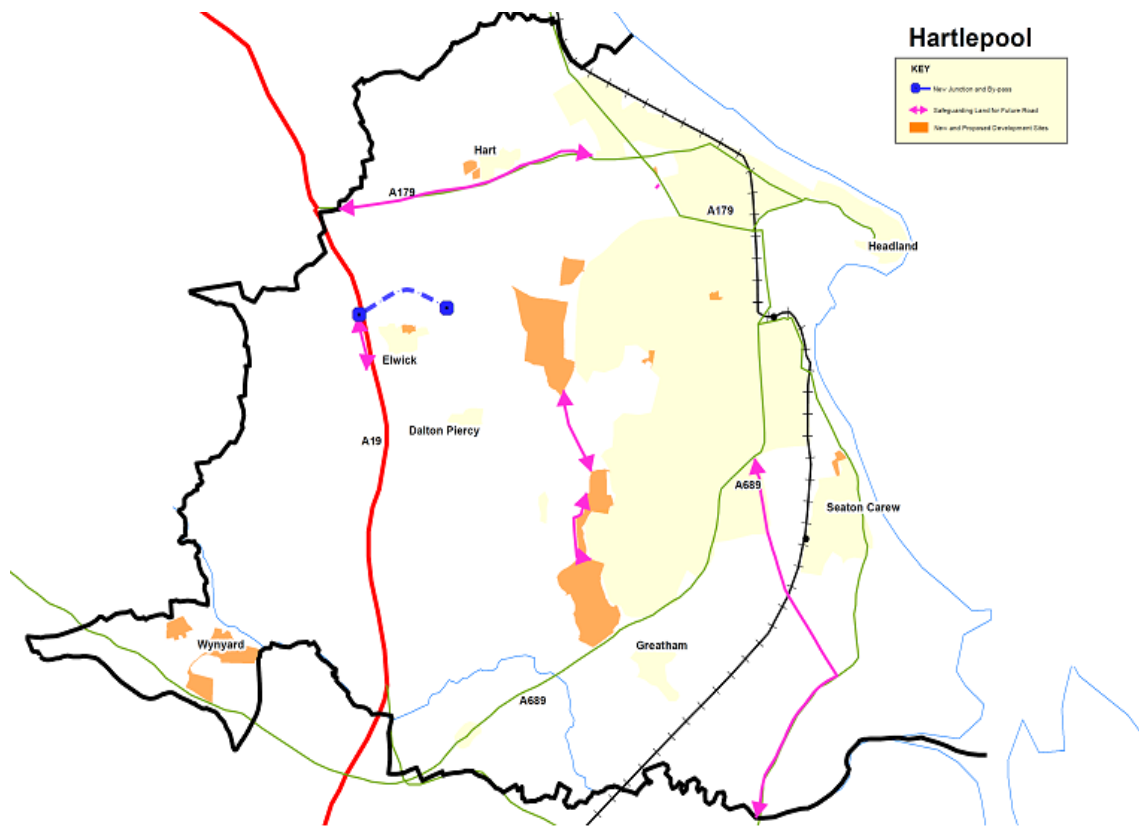 Hartlepool
KEY
New Junction and By-pass
Safeguarding Land for Future Road
New and Proposed Development Sites
Hart
A179
A179
Headland
Elwick
Dalton Piercy
A19
A689
Seaton Carew
Wynyard
Greatham
A689